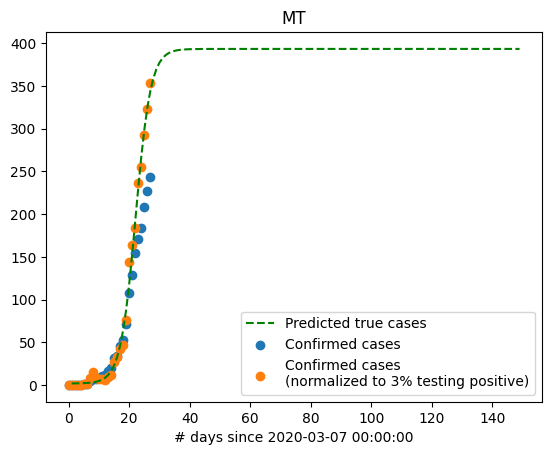 MT
400
350
300
250
200
150
100
50
0
Predicted true cases
Confirmed cases
Confirmed cases
(normalized to 3% testing positive)
0 20 40 60 80 100 120 140
# days since 2020-03-07 00:00:00